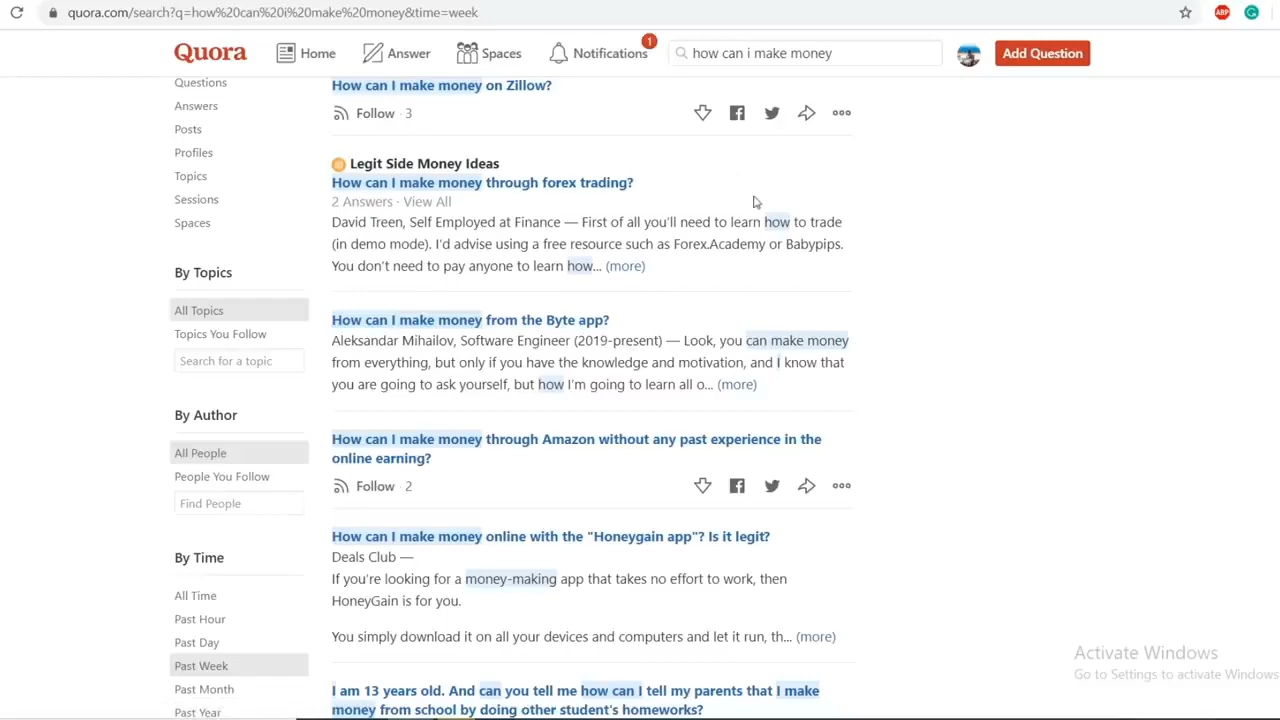 quora.com/search?q=how%20can%20i%20make%20money&time=week
ABP
Quora
Home
Answer
Spaces
Notifications
1
how can i make money
Add Question
Questions
Answers
Posts
Profiles
Topics
Sessions
Spaces
By Topics
All Topics
Topics You Follow
Search for a topic
By Author
All People
People You Follow
Find People
By Time
All Time
Past Hour
Past Day
Past Week
Past Month
Past Year
How can I make money on Zillow?
Follow · 3
Legit Side Money Ideas
How can I make money through forex trading?
2 Answers · View All
David Treen, Self Employed at Finance — First of all you'll need to learn how to trade
(in demo mode). I'd advise using a free resource such as Forex.Academy or Babypips.
You don't need to pay anyone to learn how... (more)
How can I make money from the Byte app?
Aleksandar Mihailov, Software Engineer (2019-present) — Look, you can make money
from everything, but only if you have the knowledge and motivation, and I know that
you are going to ask yourself, but how I'm going to learn all o... (more)
How can I make money through Amazon without any past experience in the
online earning?
Follow · 2
How can I make money online with the "Honeygain app"? Is it legit?
Deals Club —
If you're looking for a money-making app that takes no effort to work, then
HoneyGain is for you.
You simply download it on all your devices and computers and let it run, th... (more)
I am 13 years old. And can you tell me how can I tell my parents that I make
money from school by doing other student's homeworks?
Activate Windows
Go to Settings to activate Windows